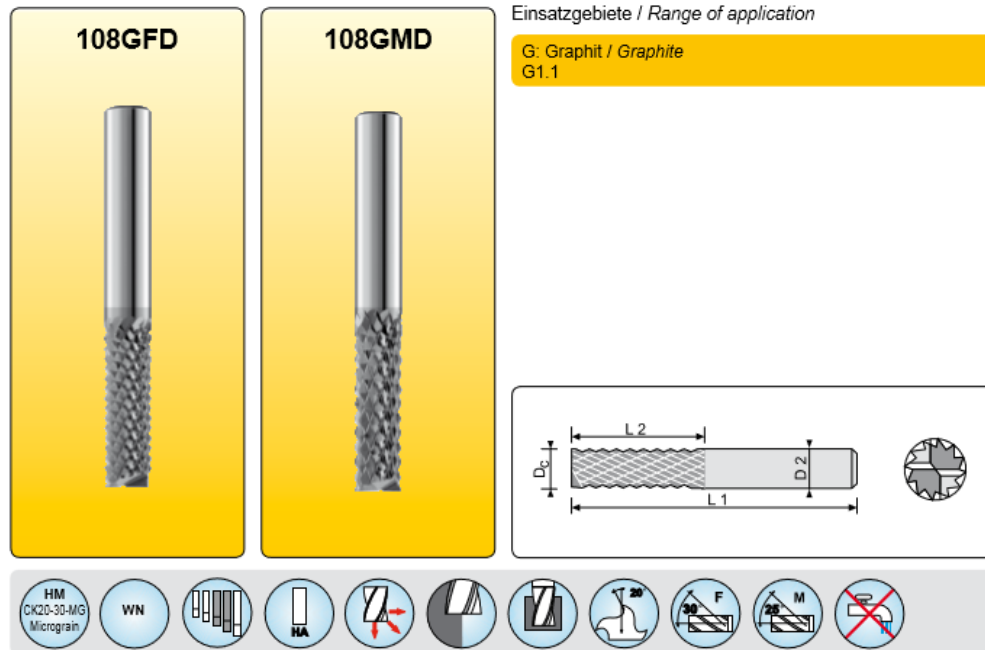 108GFD
108GMD
Einsatzgebiete / Range of application
G: Graphit / Graphite
G1.1
L 2
Dc
D 2
L 1
HM
CK20-30-MG
Micrograin
WN
HA
20°
30° F
25° M